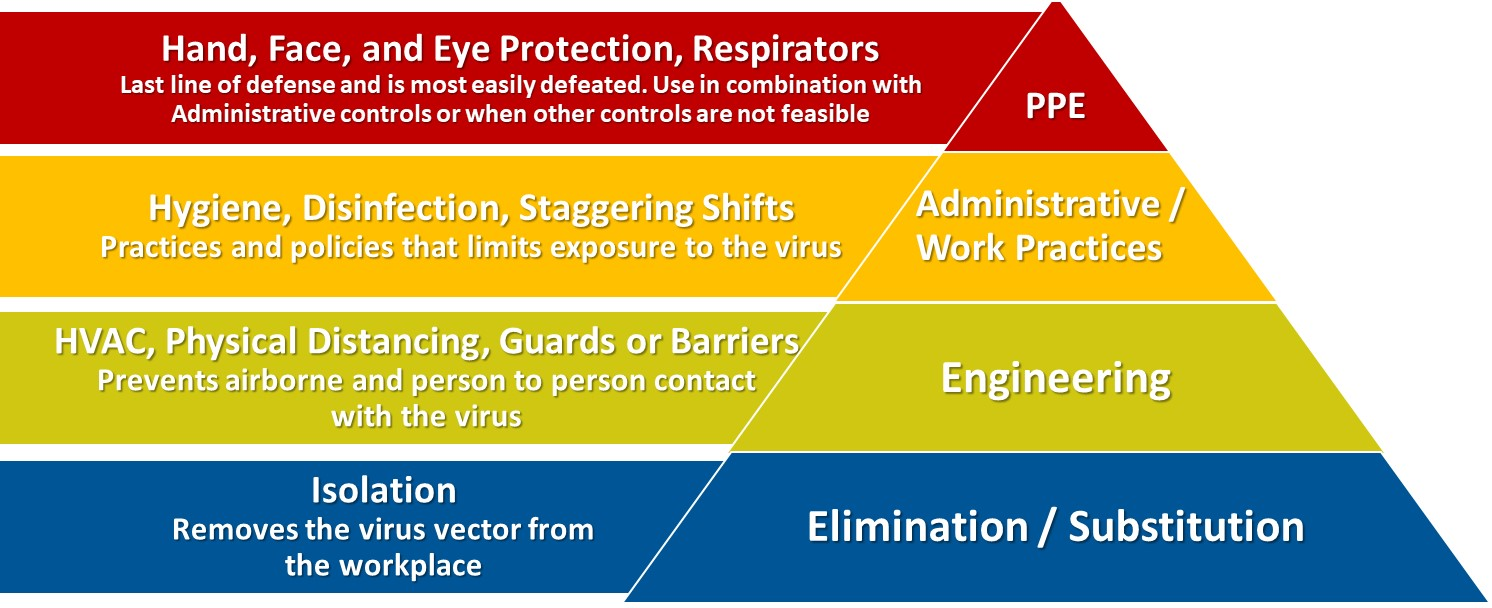 Hand, Face, and Eye Protection, Respirators
Last line of defense and is most easily defeated. Use in combination with
Administrative controls or when other controls are not feasible
PPE
Hygiene, Disinfection, Staggering Shifts
Practices and policies that limits exposure to the virus
Administrative /
Work Practices
HVAC, Physical Distancing, Guards or Barriers
Prevents airborne and person to person contact
with the virus
Engineering
Isolation
Removes the virus vector from
the workplace
Elimination / Substitution